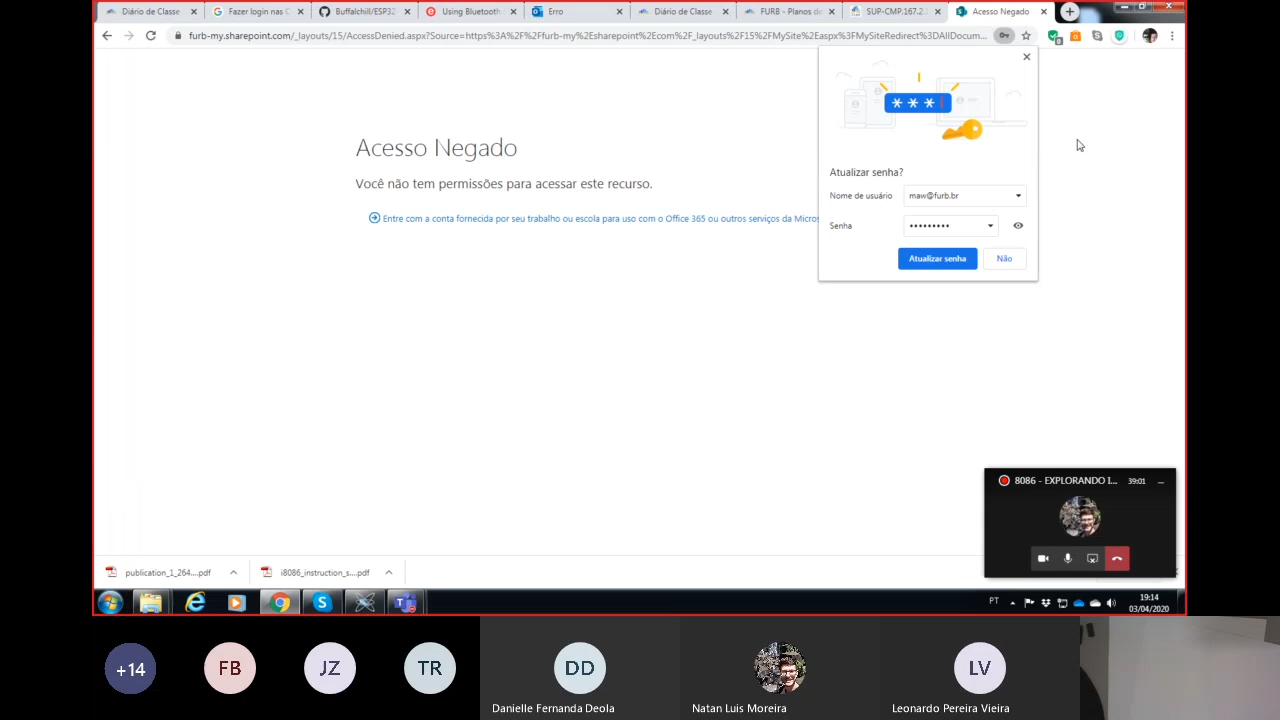 Diário de Classe
Fazer login nas C
Buffalchill/ESP32
Using Bluetooth
Erro
Diário de Classe
FURB - Planos de
SUP-CMP.167.2.
Acesso Negado
furb-my.sharepoint.com/_layouts/15/AccessDenied.aspx?Source=https%3A%2F%2Ffurb-my%2Esharepoint%2Ecom%2F_layouts%2F15%2FMySite%2Easpx%3FMySiteRedirect%3DAllDocum...
Acesso Negado
Você não tem permissões para acessar este recurso.
Entre com a conta fornecida por seu trabalho ou escola para uso com o Office 365 ou outros serviços da Micros
* * *
Atualizar senha?
Nome de usuário
maw@furb.br
Senha
•••••••••
Atualizar senha
Não
8086 - EXPLORANDO I...
39:01
publication_1_264....pdf
i8086_instruction_s....pdf
PT
19:14
03/04/2020
+14
FB
JZ
TR
DD
LV
Danielle Fernanda Deola
Natan Luis Moreira
Leonardo Pereira Vieira